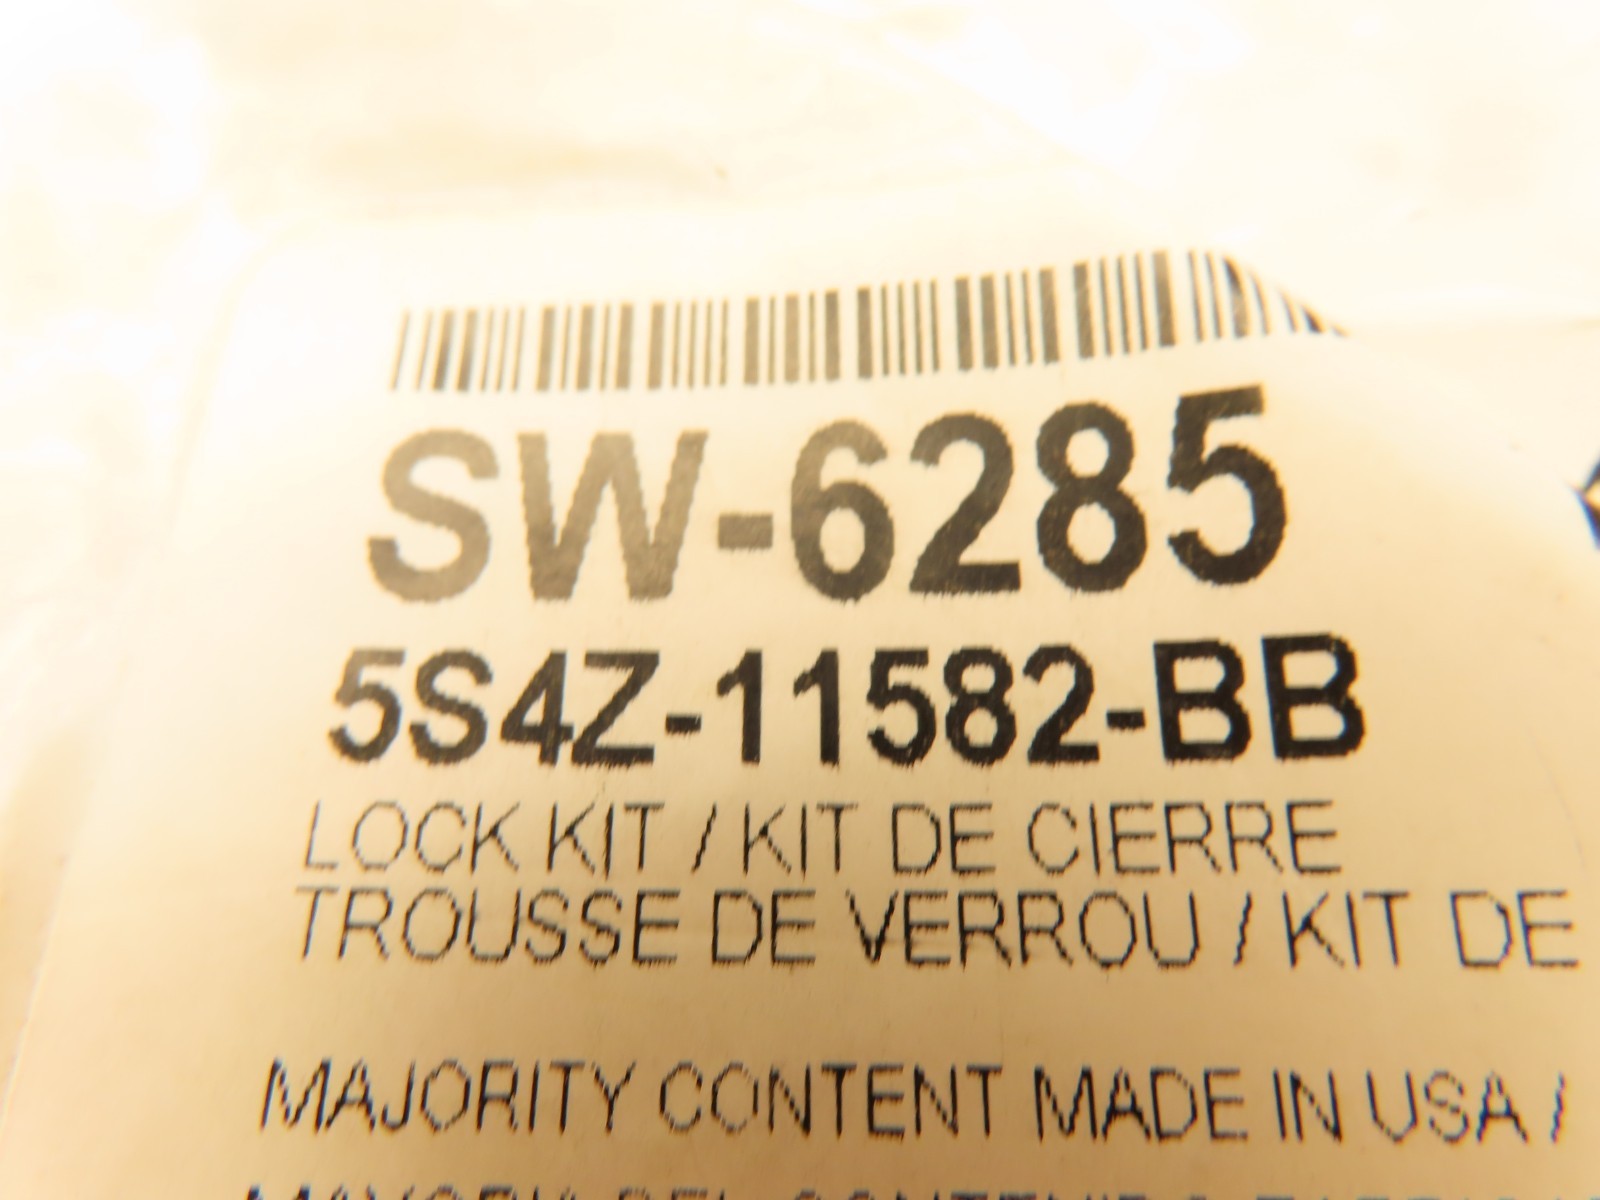 SW-6285
5S4Z-11582-BB
LOCK KIT / KIT DE CIERRE
TROUSSE DE VERROU / KIT DE
MAJORITY CONTENT MADE IN USA /